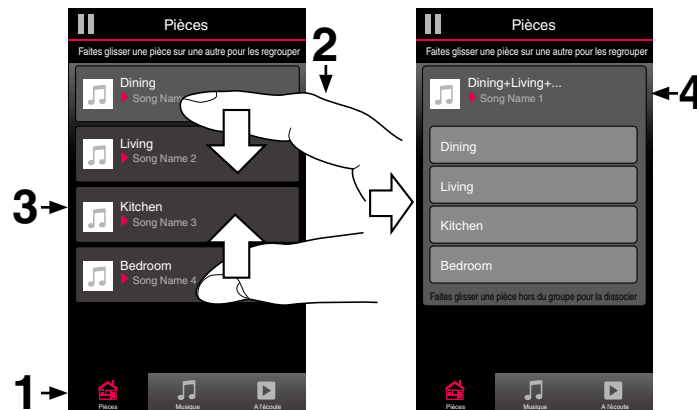 Pièces
Faites glisser une pièce sur une autre pour les regrouper
2
Dining
Song Nam
Living
Song Name 2
3
Kitchen
Song Name 3
Bedroom
Song Name 4
1
Pièces
Musique
A l'écoute
Pièces
Faites glisser une pièce sur une autre pour les regrouper
Dining+Living+...
Song Name 1
4
Dining
Living
Kitchen
Bedroom
Faites glisser une pièce hors du groupe pour la dissocier
Pièces
Musique
A l'écoute